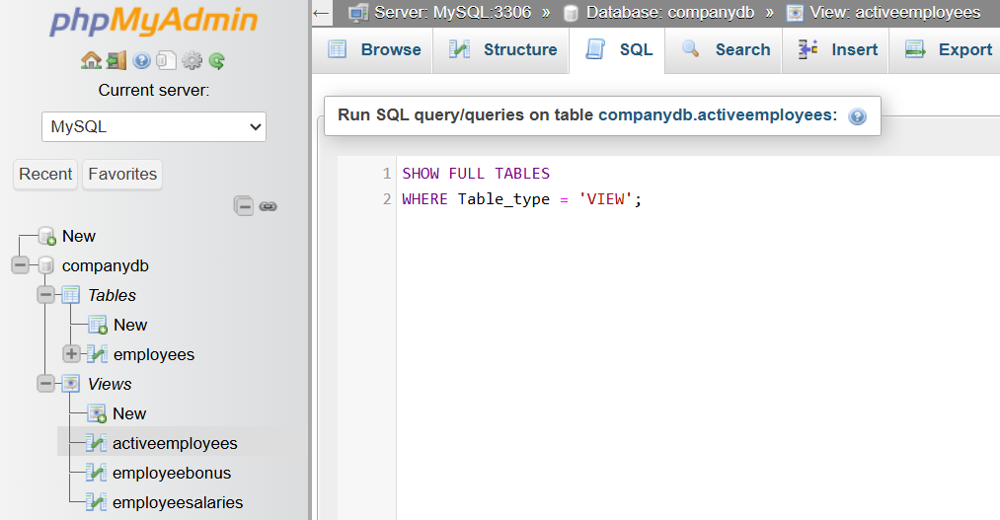 phpMyAdmin
Current server:
MySQL
Recent Favorites
New
companydb
Tables
New
employees
Views
New
activeemployees
employeebonus
employeesalaries
← Server: MySQL:3306 » Database: companydb » View: activeemployees
Browse Structure SQL Search Insert Export
Run SQL query/queries on table companydb.activeemployees:
1 SHOW FULL TABLES
2 WHERE Table_type = 'VIEW';